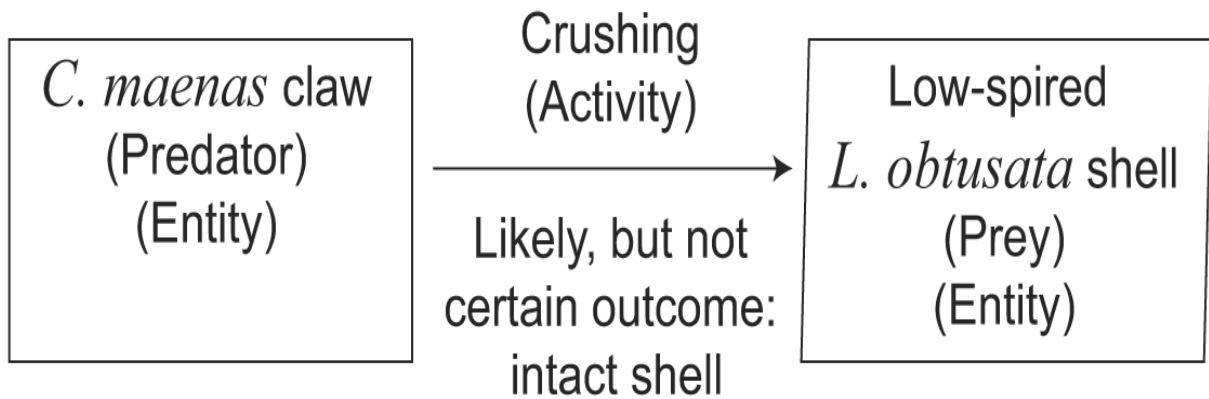 C. maenas claw
(Predator)
(Entity)
Crushing
(Activity)
Likely, but not
certain outcome:
intact shell
Low-spired
L. obtusata shell
(Prey)
(Entity)